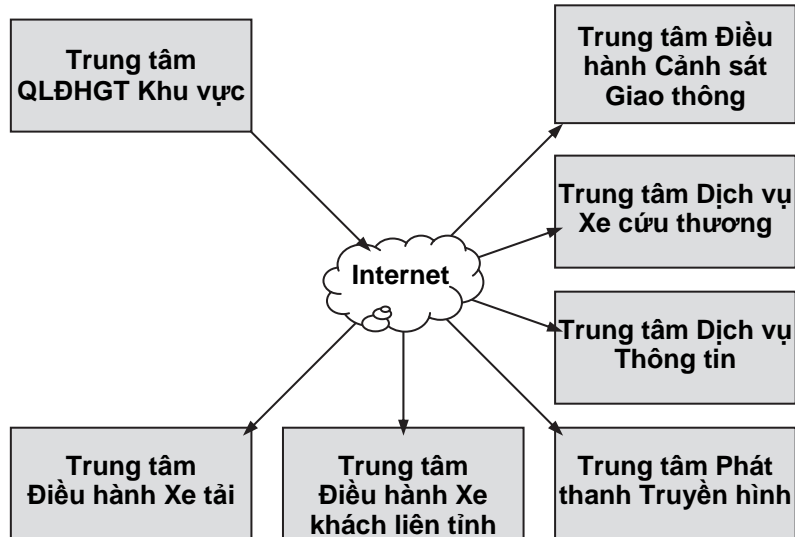 Trung tâm
QLĐHGT Khu vực
Trung tâm Điều
hành Cảnh sát
Giao thông
Trung tâm Dịch vụ
Xe cứu thương
Internet
Trung tâm Dịch vụ
Thông tin
Trung tâm
Điều hành Xe tải
Trung tâm
Điều hành Xe
khách liên tỉnh
Trung tâm Phát
thanh Truyền hình